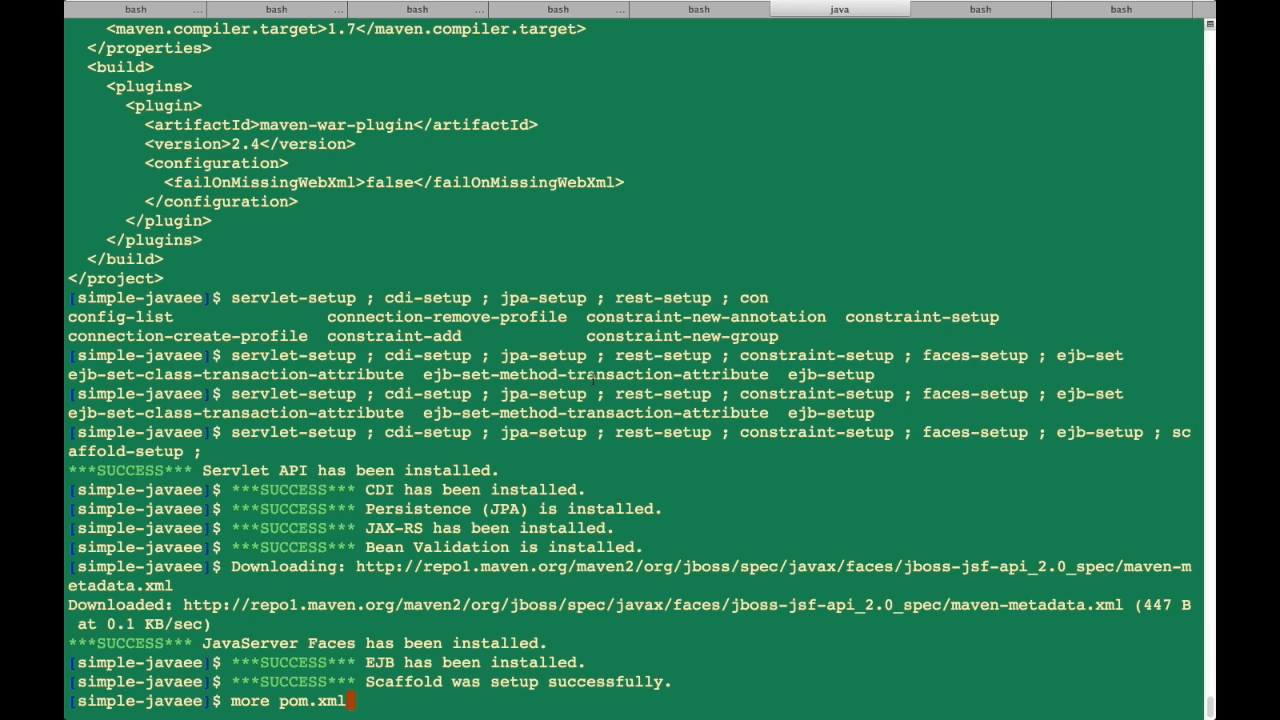 bash ... bash ... bash ... bash ... bash java bash bash
<maven.compiler.target>1.7</maven.compiler.target>
</properties>
<build>
<plugins>
<plugin>
<artifactId>maven-war-plugin</artifactId>
<version>2.4</version>
<configuration>
<failOnMissingWebXml>false</failOnMissingWebXml>
</configuration>
</plugin>
</plugins>
</build>
</project>
[simple-javaee]$ servlet-setup ; cdi-setup ; jpa-setup ; rest-setup ; con
config-list connection-remove-profile constraint-new-annotation constraint-setup
connection-create-profile constraint-add constraint-new-group
[simple-javaee]$ servlet-setup ; cdi-setup ; jpa-setup ; rest-setup ; constraint-setup ; faces-setup ; ejb-set
ejb-set-class-transaction-attribute ejb-set-method-transaction-attribute ejb-setup
[simple-javaee]$ servlet-setup ; cdi-setup ; jpa-setup ; rest-setup ; constraint-setup ; faces-setup ; ejb-set
ejb-set-class-transaction-attribute ejb-set-method-transaction-attribute ejb-setup
[simple-javaee]$ servlet-setup ; cdi-setup ; jpa-setup ; rest-setup ; constraint-setup ; faces-setup ; ejb-setup ; sc
affold-setup ;
***SUCCESS*** Servlet API has been installed.
[simple-javaee]$ ***SUCCESS*** CDI has been installed.
[simple-javaee]$ ***SUCCESS*** Persistence (JPA) is installed.
[simple-javaee]$ ***SUCCESS*** JAX-RS has been installed.
[simple-javaee]$ ***SUCCESS*** Bean Validation is installed.
[simple-javaee]$ Downloading: http://repo1.maven.org/maven2/org/jboss/spec/javax/faces/jboss-jsf-api_2.0_spec/maven-m
etadata.xml
Downloaded: http://repo1.maven.org/maven2/org/jboss/spec/javax/faces/jboss-jsf-api_2.0_spec/maven-metadata.xml (447 B
at 0.1 KB/sec)
***SUCCESS*** JavaServer Faces has been installed.
[simple-javaee]$ ***SUCCESS*** EJB has been installed.
[simple-javaee]$ ***SUCCESS*** Scaffold was setup successfully.
[simple-javaee]$ more pom.xml